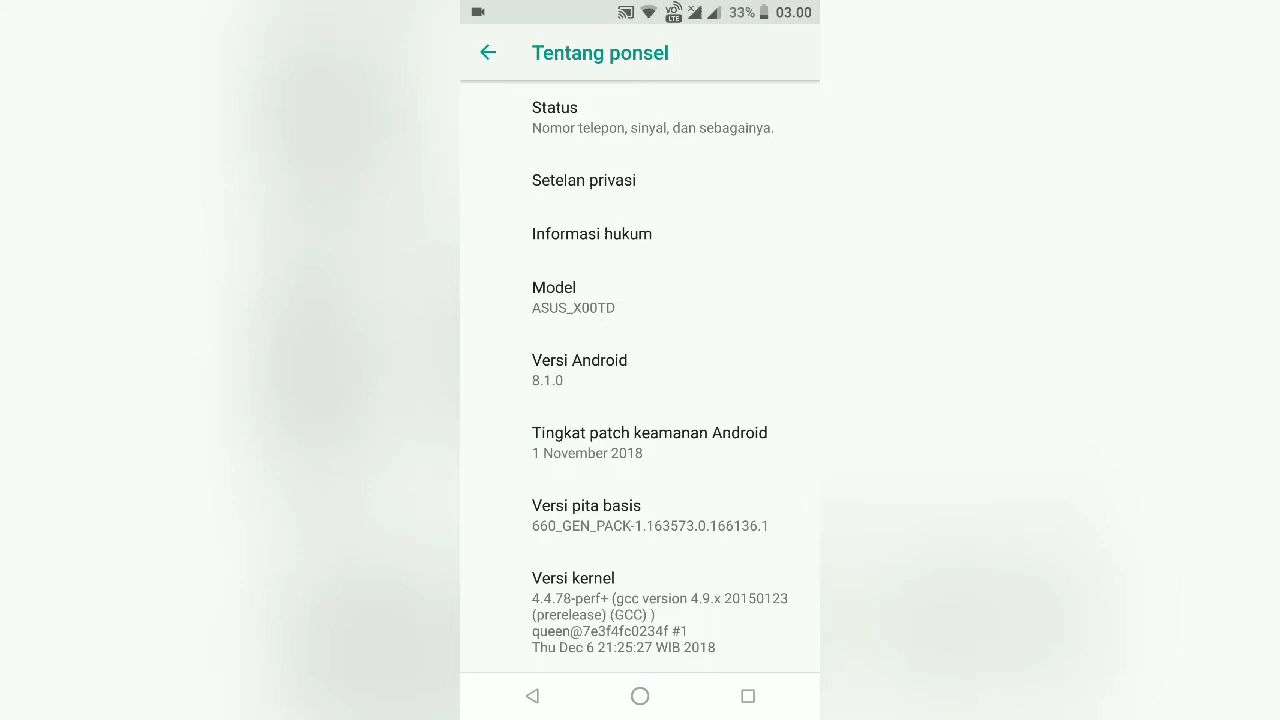 VO LTE 33% 03.00
Tentang ponsel
Status
Nomor telepon, sinyal, dan sebagainya.
Setelan privasi
Informasi hukum
Model
ASUS_X00TD
Versi Android
8.1.0
Tingkat patch keamanan Android
1 November 2018
Versi pita basis
660_GEN_PACK-1.163573.0.166136.1
Versi kernel
4.4.78-perf+ (gcc version 4.9.x 20150123
(prerelease) (GCC) )
queen@7e3f4fc0234f #1
Thu Dec 6 21:25:27 WIB 2018